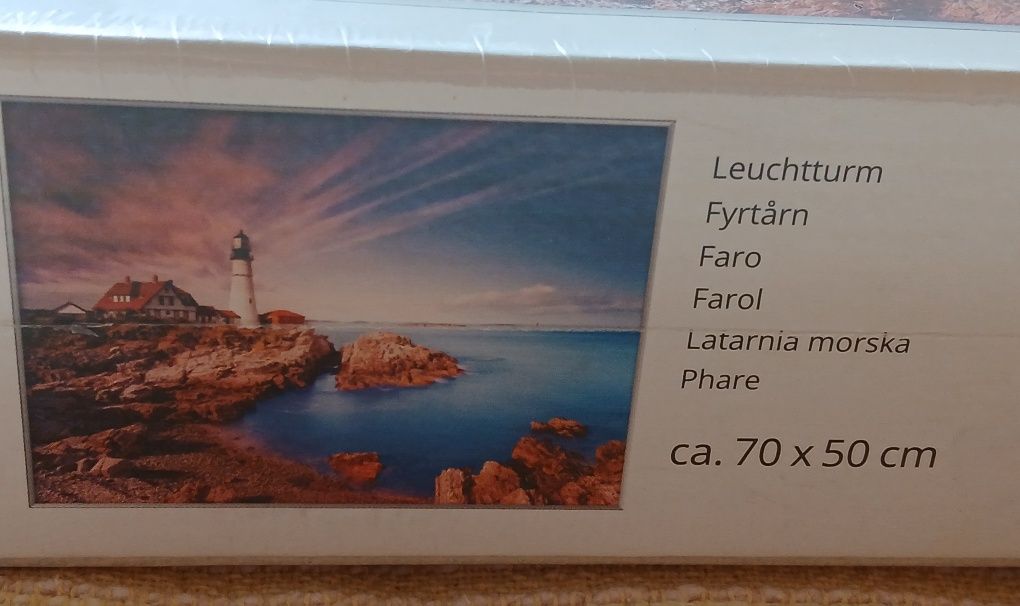 Leuchtturm
Fyrtårn
Faro
Farol
Latarnia morska
Phare
ca. 70 x 50 cm